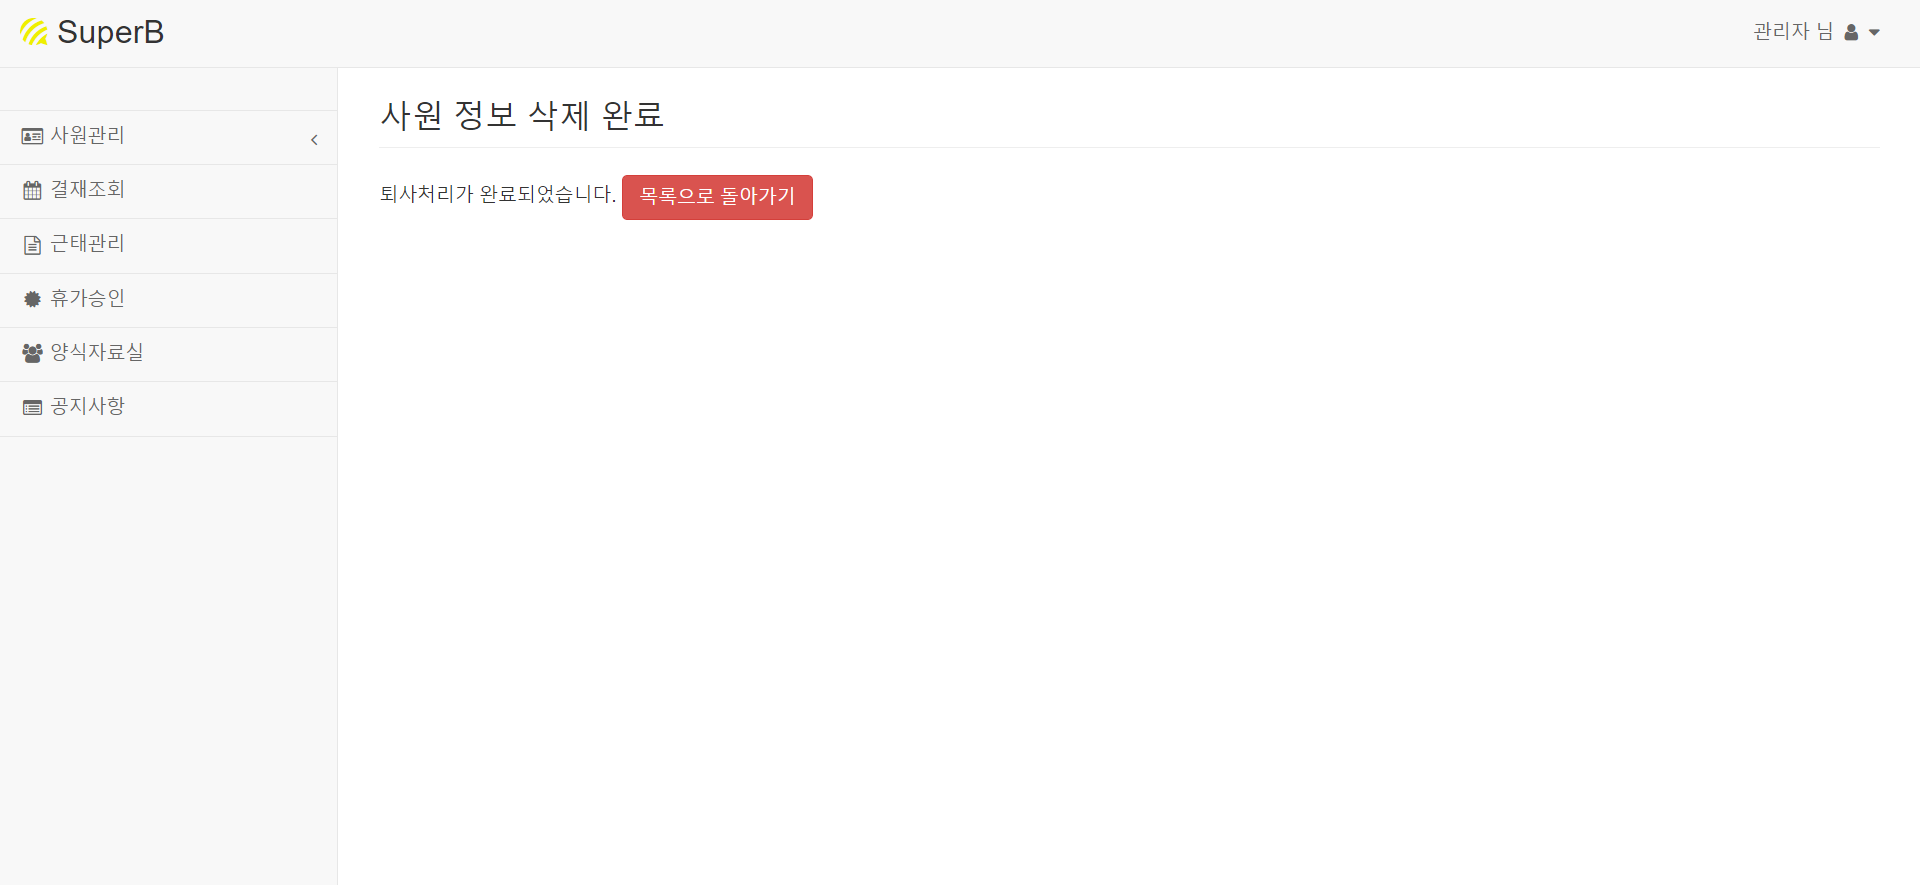 SuperB
관리자 님
사원관리
결재조회
근태관리
휴가승인
양식자료실
공지사항
사원 정보 삭제 완료
퇴사처리가 완료되었습니다. 목록으로 돌아가기